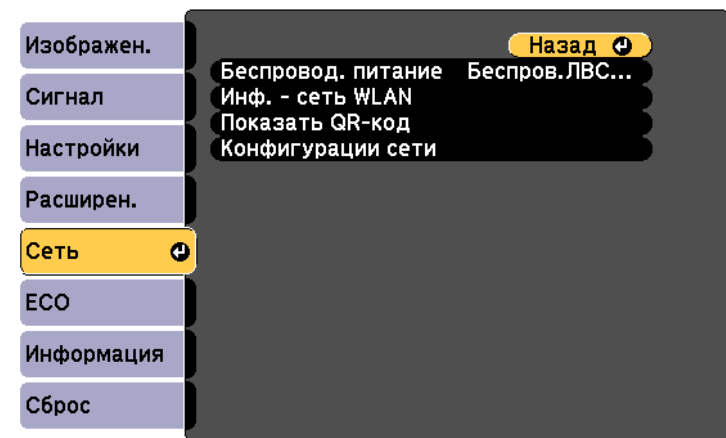 Изображен.
Сигнал
Настройки
Расширен.
Сеть
ECO
Информация
Сброс
Назад
Беспровод. питание Беспров.ЛВС...
Инф. - сеть WLAN
Показать QR-код
Конфигурации сети